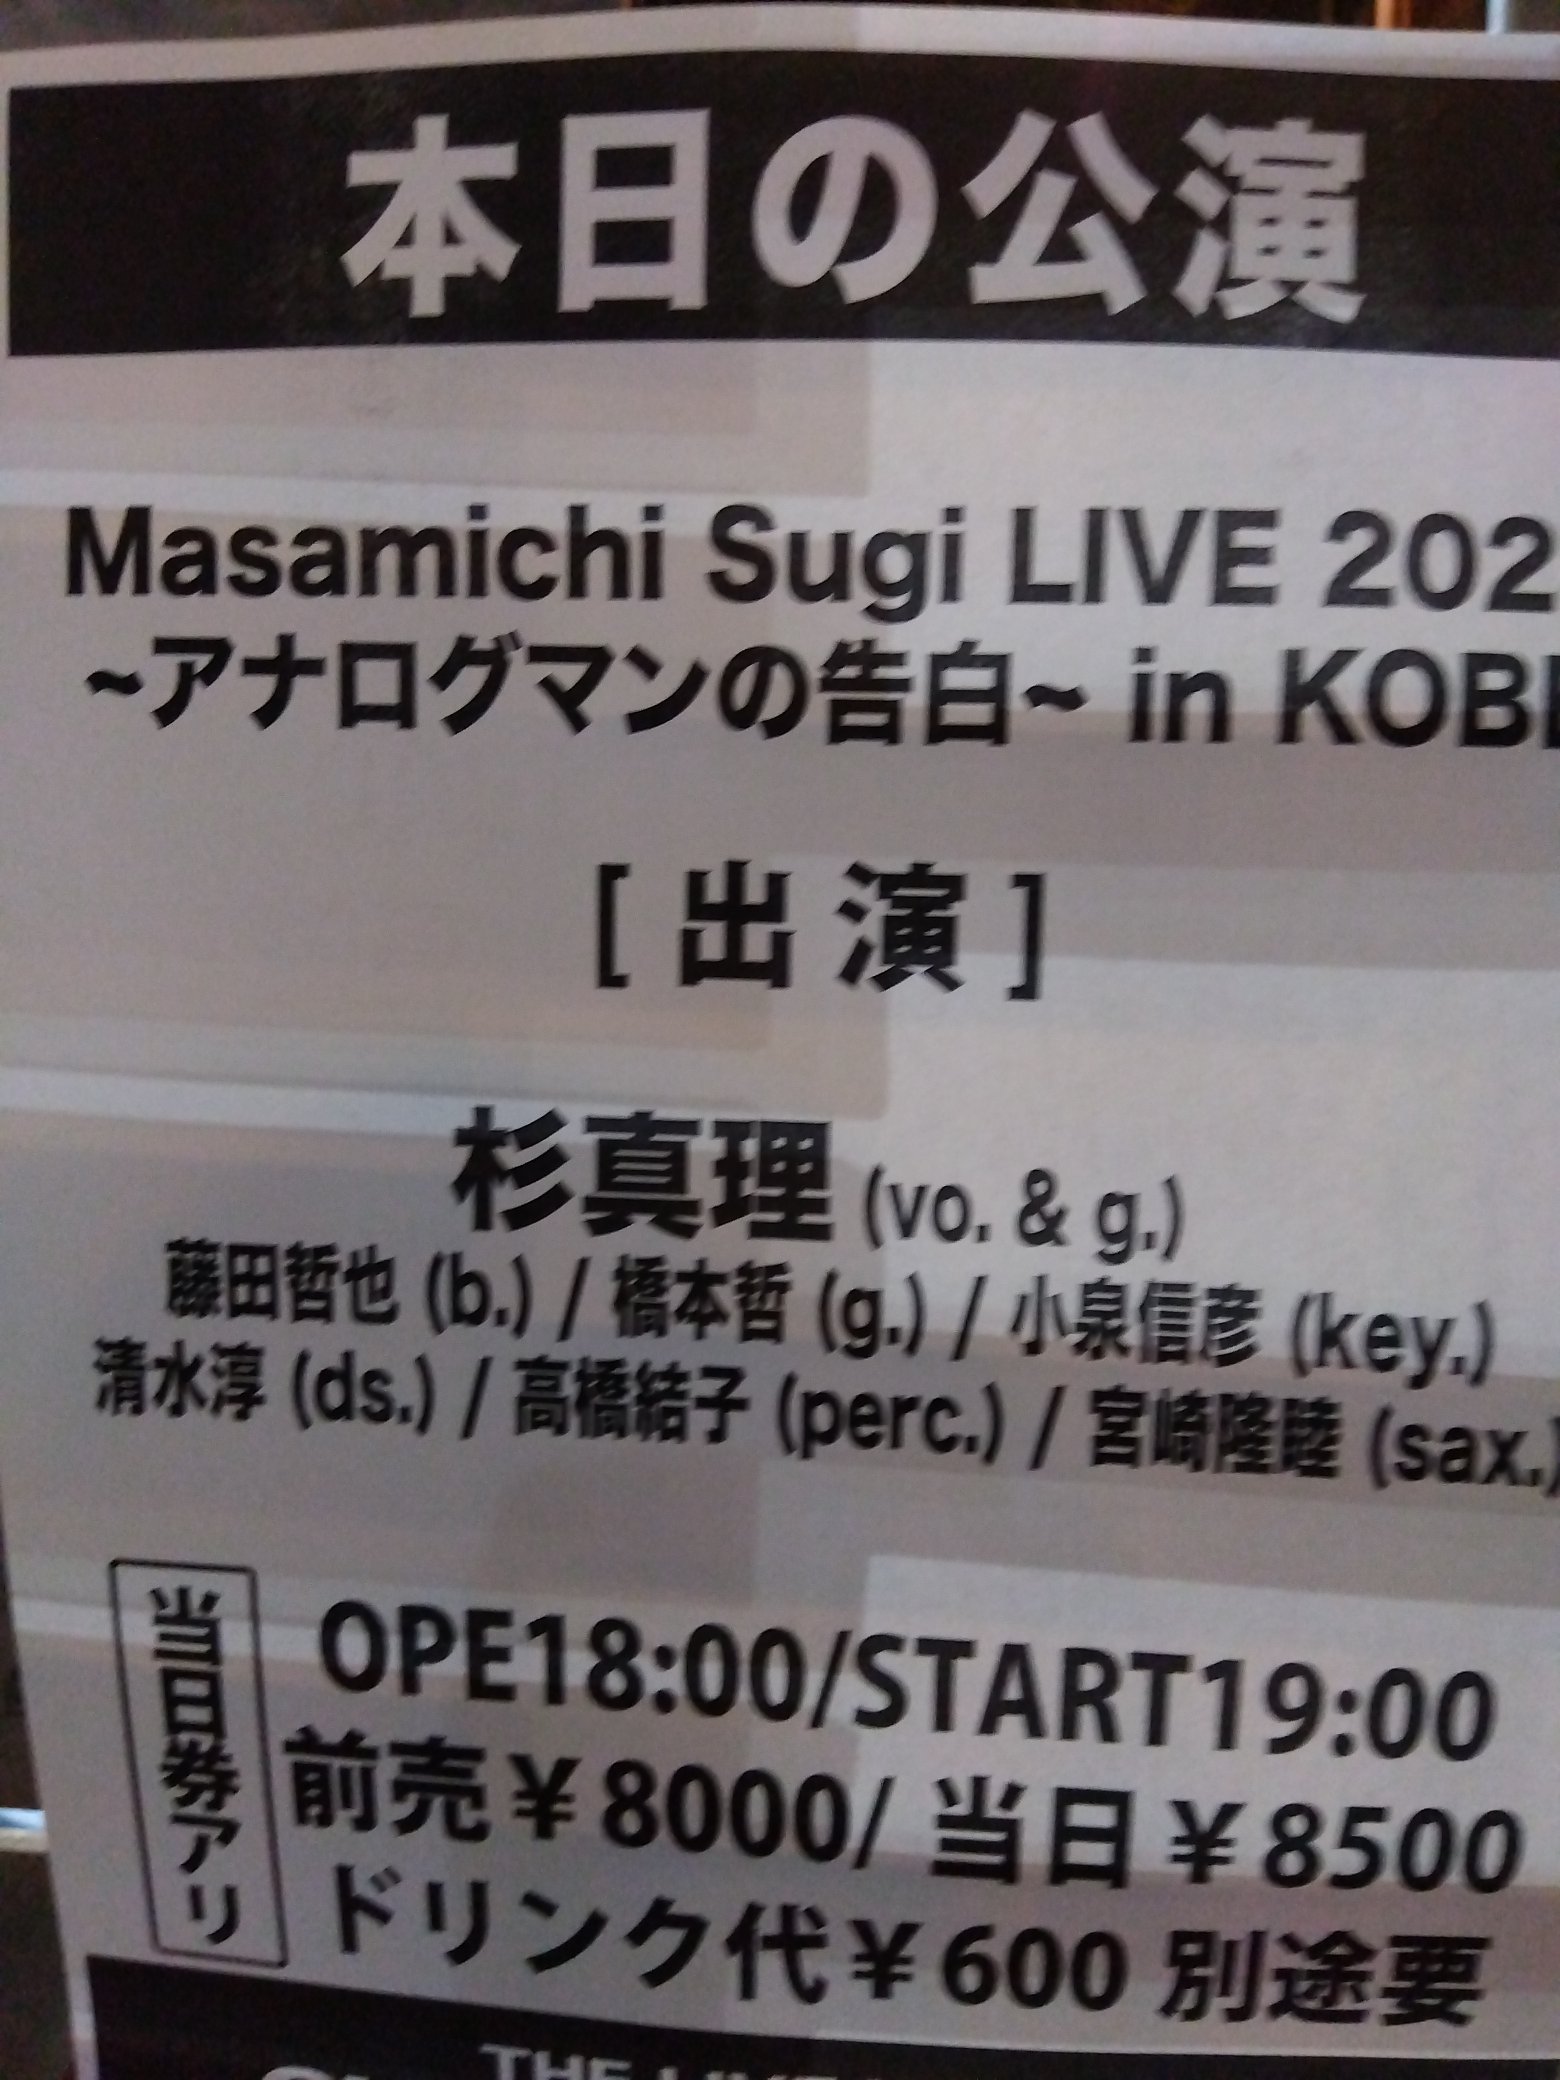 本日の公演
Masamichi Sugi LIVE 202
~アナログマンの告白~ in KOBE
[ 出 演 ]
杉真理 (vo. & g.)
藤田哲也 (b.) / 橋本哲 (g.) / 小泉信彦 (key.)
清水淳 (ds.) / 高橋結子 (perc.) / 宮崎隆睦 (sax.)
当日券アリ
OPE18:00/START19:00
前売￥8000/ 当日￥8500
ドリンク代￥600 別途要
THE LIVE